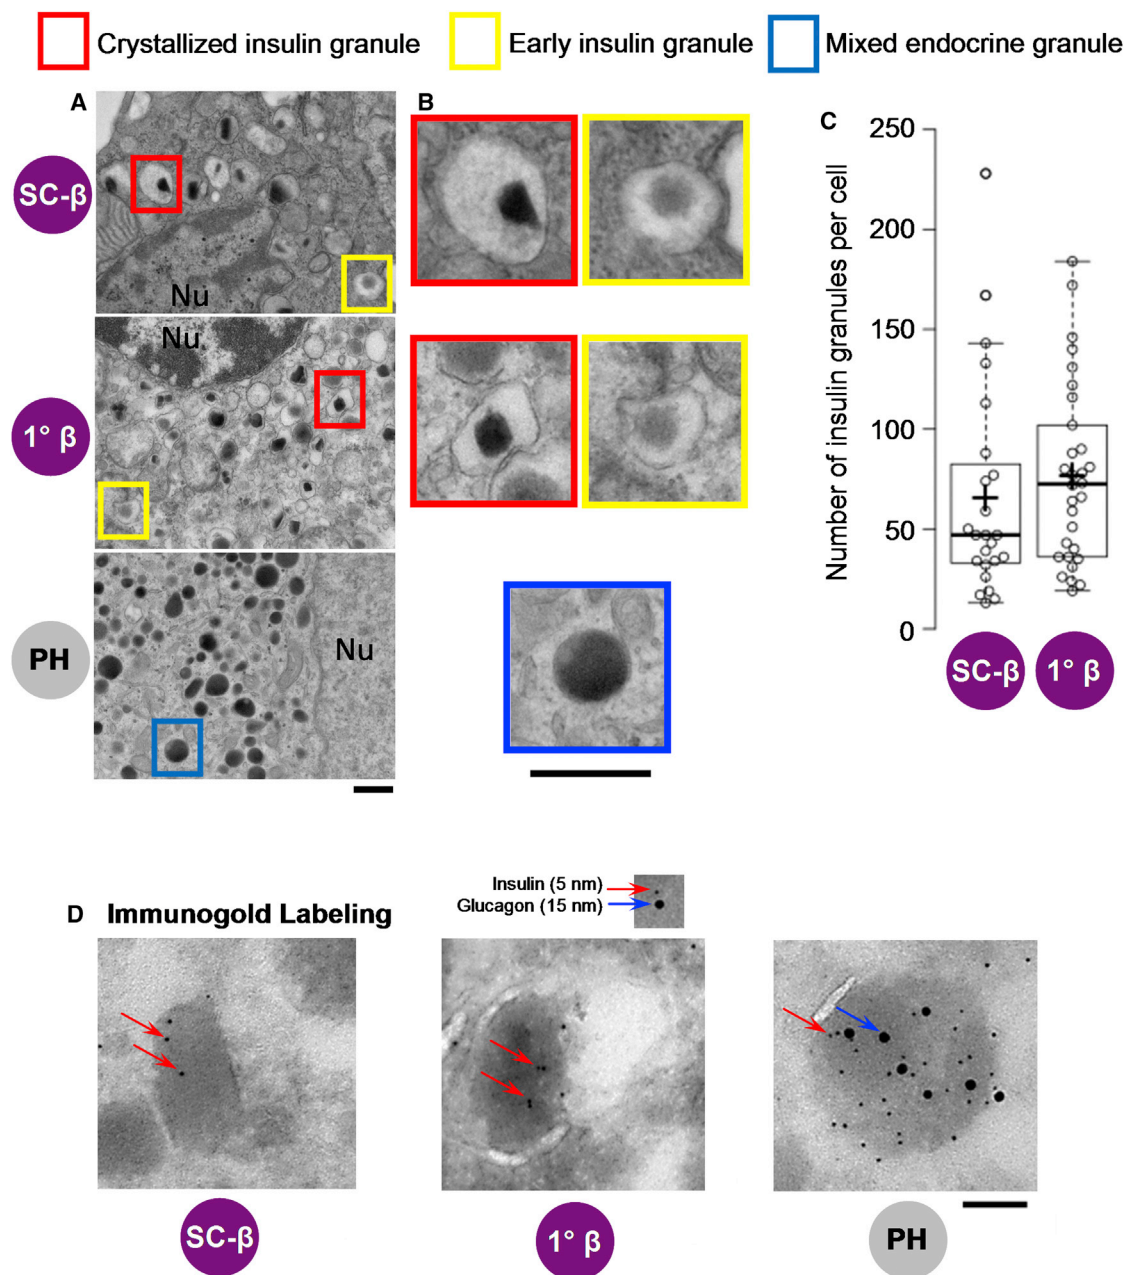 Crystallized insulin granule
Early insulin granule
Mixed endocrine granule
A
B
C
SC-β
Nu
Nu
1° β
PH
Nu
Number of insulin granules per cell
250
200
150
100
50
0
SC-β
1° β
D
Immunogold Labeling
Insulin (5 nm)
Glucagon (15 nm)
SC-β
1° β
PH